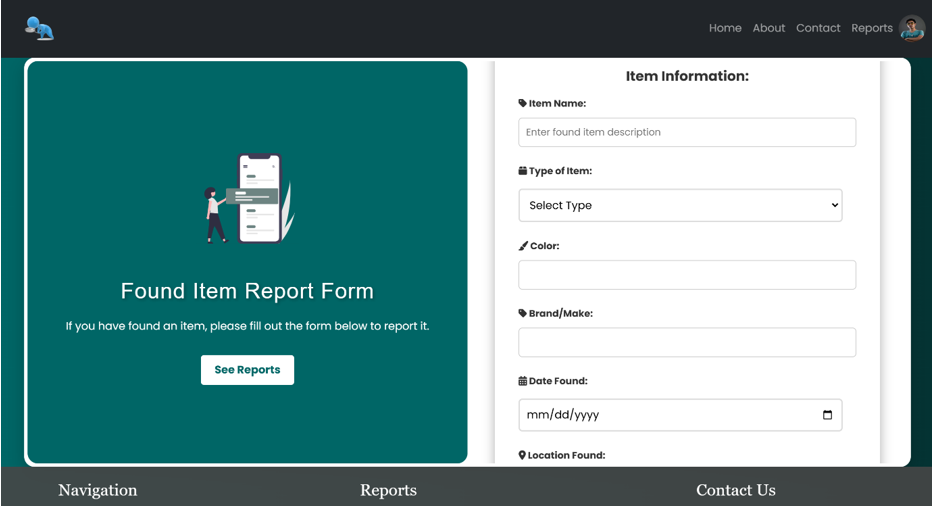 Home About Contact Reports
Found Item Report Form
If you have found an item, please fill out the form below to report it.
See Reports
Item Information:
Item Name:
Enter found item description
Type of Item:
Select Type
Color:
Brand/Make:
Date Found:
mm/dd/yyyy
Location Found:
Navigation Reports Contact Us